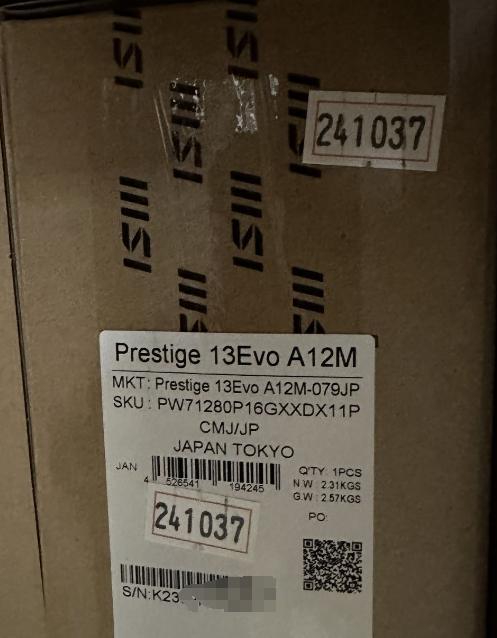 msi
msi
241037
msi
msi
msi
msi
msi
msi
Prestige 13Evo A12M
MKT: Prestige 13Evo A12M-079JP
SKU : PW71280P16GXXDX11P
CMJ/JP
JAPAN TOKYO
JAN
4 526541 194245
Q'TY: 1PCS
N.W : 2.31KGS
G.W : 2.57KGS
PO:
241037
S/N:K23